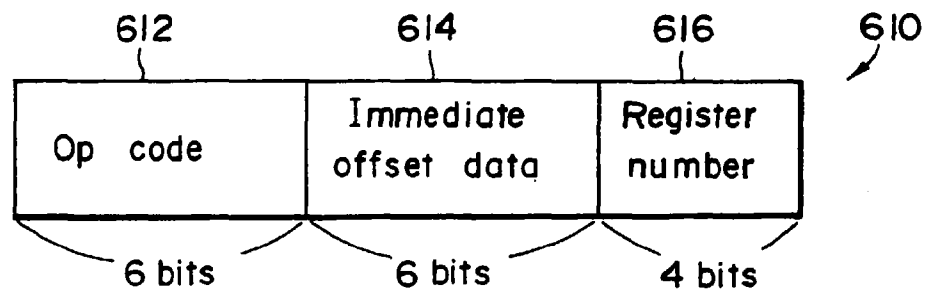 612 614 616 610
Op code
Immediate
offset data
Register
number
6 bits 6 bits 4 bits